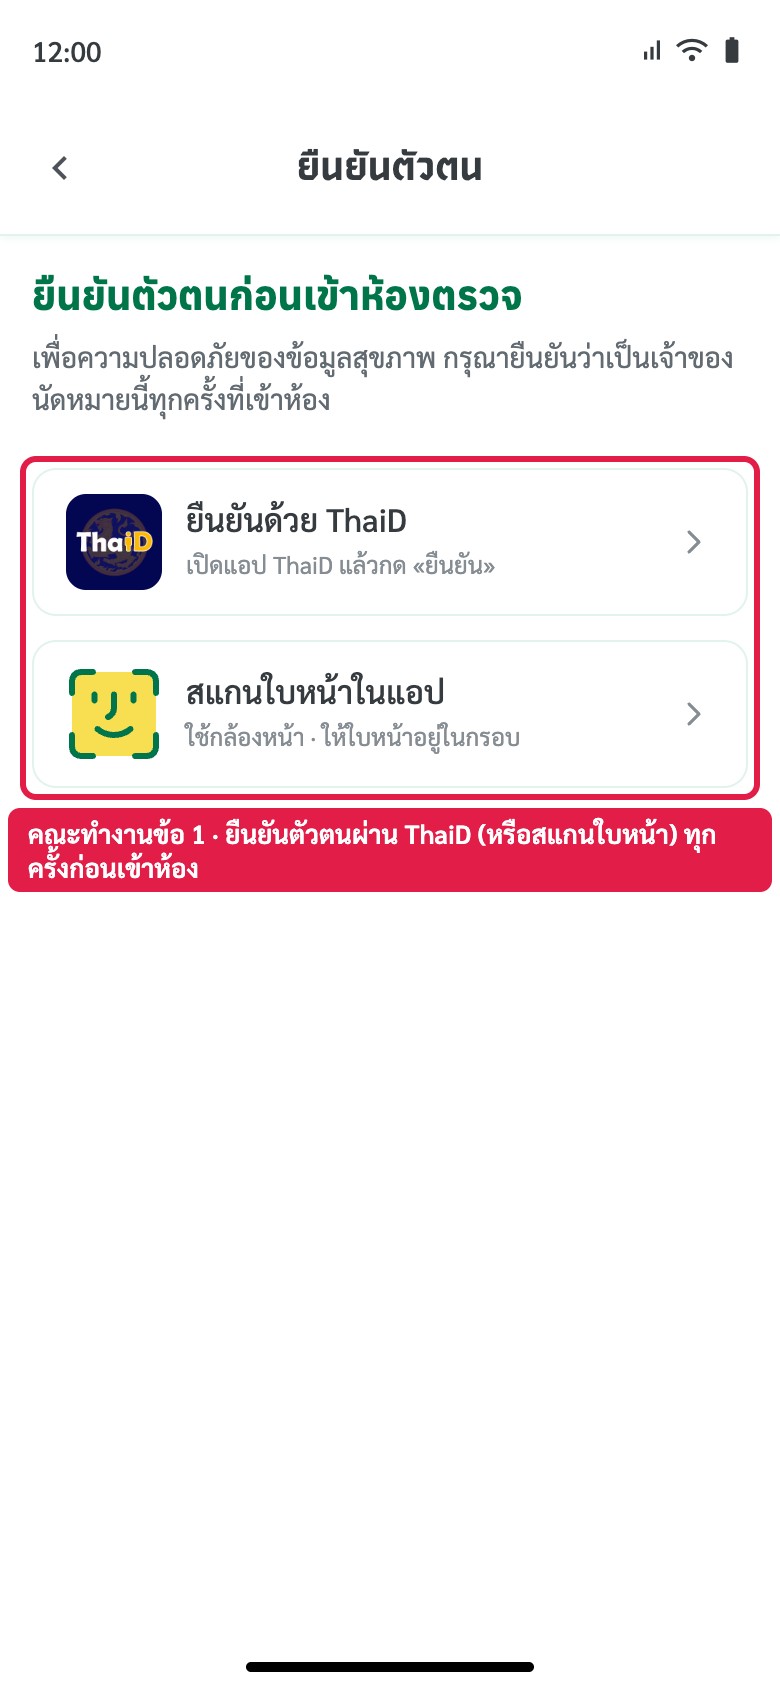 12:00
ยืนยันตัวตน
ยืนยันตัวตนก่อนเข้าห้องตรวจ
เพื่อความปลอดภัยของข้อมูลสุขภาพ กรุณายืนยันว่าเป็นเจ้าของ
นัดหมายนี้ทุกครั้งที่เข้าห้อง
ThaiD
ยืนยันด้วย ThaiD
เปิดแอป ThaiD แล้วกด «ยืนยัน»
สแกนใบหน้าในแอป
ใช้กล้องหน้า · ให้ใบหน้าอยู่ในกรอบ
คณะทำงานข้อ 1 · ยืนยันตัวตนผ่าน ThaiD (หรือสแกนใบหน้า) ทุก
ครั้งก่อนเข้าห้อง